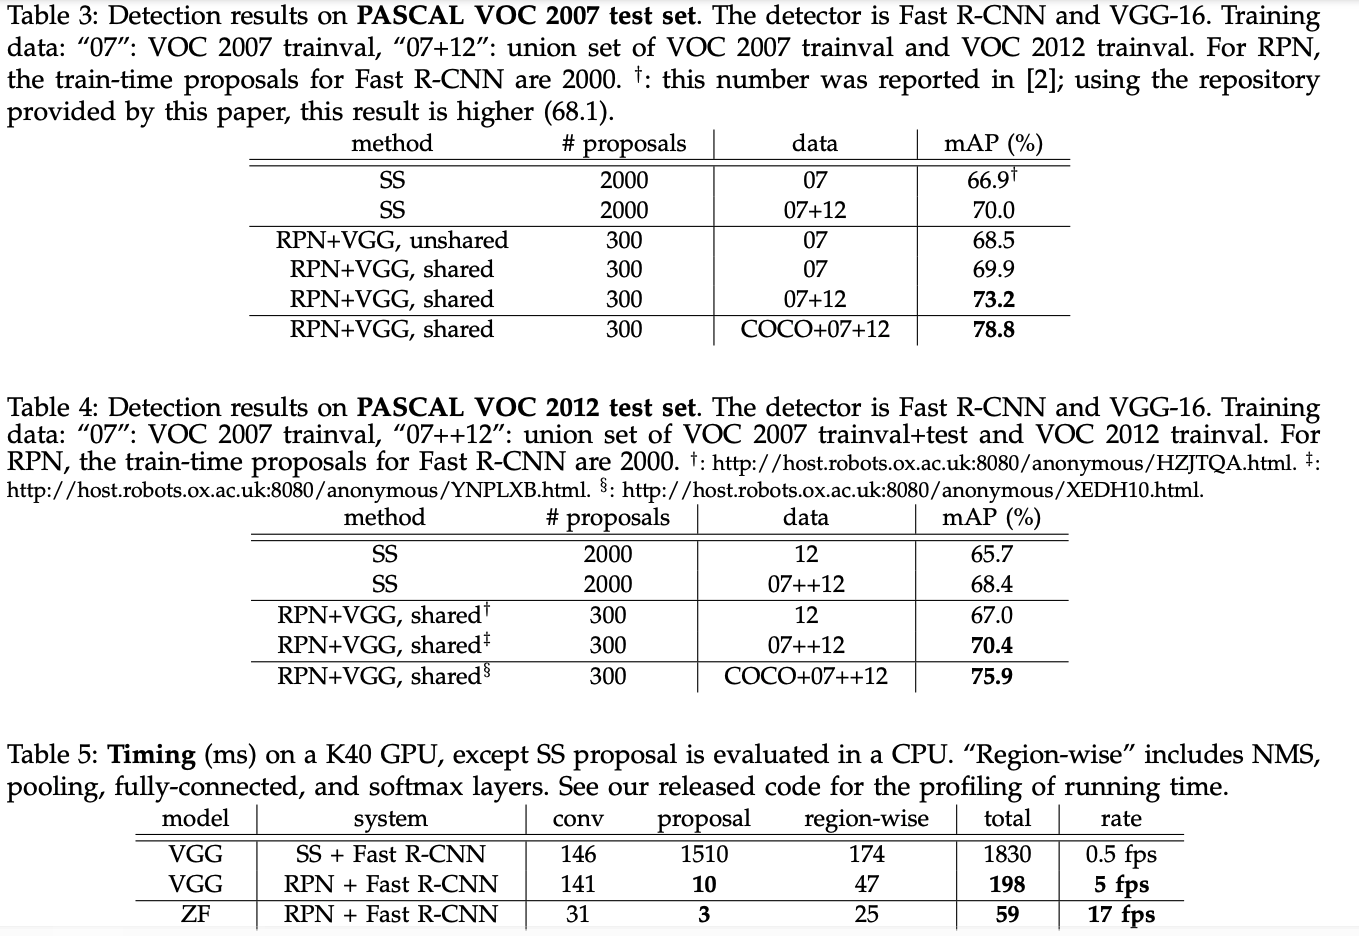 Table 3: Detection results on PASCAL VOC 2007 test set. The detector is Fast R-CNN and VGG-16. Training
data: “07”: VOC 2007 trainval, “07+12”: union set of VOC 2007 trainval and VOC 2012 trainval. For RPN,
the train-time proposals for Fast R-CNN are 2000. †: this number was reported in [2]; using the repository
provided by this paper, this result is higher (68.1).
method # proposals data mAP (%)
SS 2000 07 66.9†
SS 2000 07+12 70.0
RPN+VGG, unshared 300 07 68.5
RPN+VGG, shared 300 07 69.9
RPN+VGG, shared 300 07+12 73.2
RPN+VGG, shared 300 COCO+07+12 78.8
Table 4: Detection results on PASCAL VOC 2012 test set. The detector is Fast R-CNN and VGG-16. Training
data: “07”: VOC 2007 trainval, “07++12”: union set of VOC 2007 trainval+test and VOC 2012 trainval. For
RPN, the train-time proposals for Fast R-CNN are 2000. †: http://host.robots.ox.ac.uk:8080/anonymous/HZJTQA.html. ‡:
http://host.robots.ox.ac.uk:8080/anonymous/YNPLXB.html. §: http://host.robots.ox.ac.uk:8080/anonymous/XEDH10.html.
method # proposals data mAP (%)
SS 2000 12 65.7
SS 2000 07++12 68.4
RPN+VGG, shared† 300 12 67.0
RPN+VGG, shared‡ 300 07++12 70.4
RPN+VGG, shared§ 300 COCO+07++12 75.9
Table 5: Timing (ms) on a K40 GPU, except SS proposal is evaluated in a CPU. “Region-wise” includes NMS,
pooling, fully-connected, and softmax layers. See our released code for the profiling of running time.
model system conv proposal region-wise total rate
VGG SS + Fast R-CNN 146 1510 174 1830 0.5 fps
VGG RPN + Fast R-CNN 141 10 47 198 5 fps
ZF RPN + Fast R-CNN 31 3 25 59 17 fps